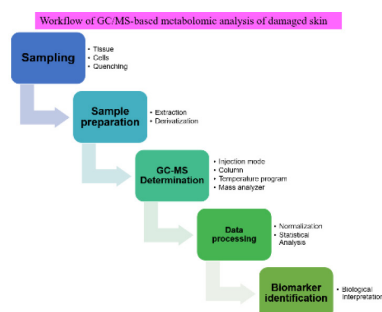 Workflow of GC/MS-based metabolomic analysis of damaged skin
Sampling
• Tissue
• Cells
• Quenching
Sample
preparation
• Extraction
• Derivatization
GC-MS
Determination
• Injection mode
• Column
• Temperature program
• Mass analyzer
Data
processing
• Normalization
• Statistical
Analysis
Biomarker
identification
• Biological
Interpretation